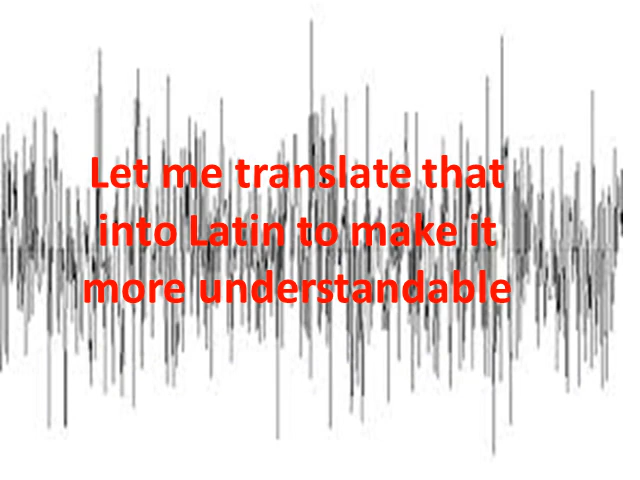 Let me translate that
into Latin to make it
more understandable